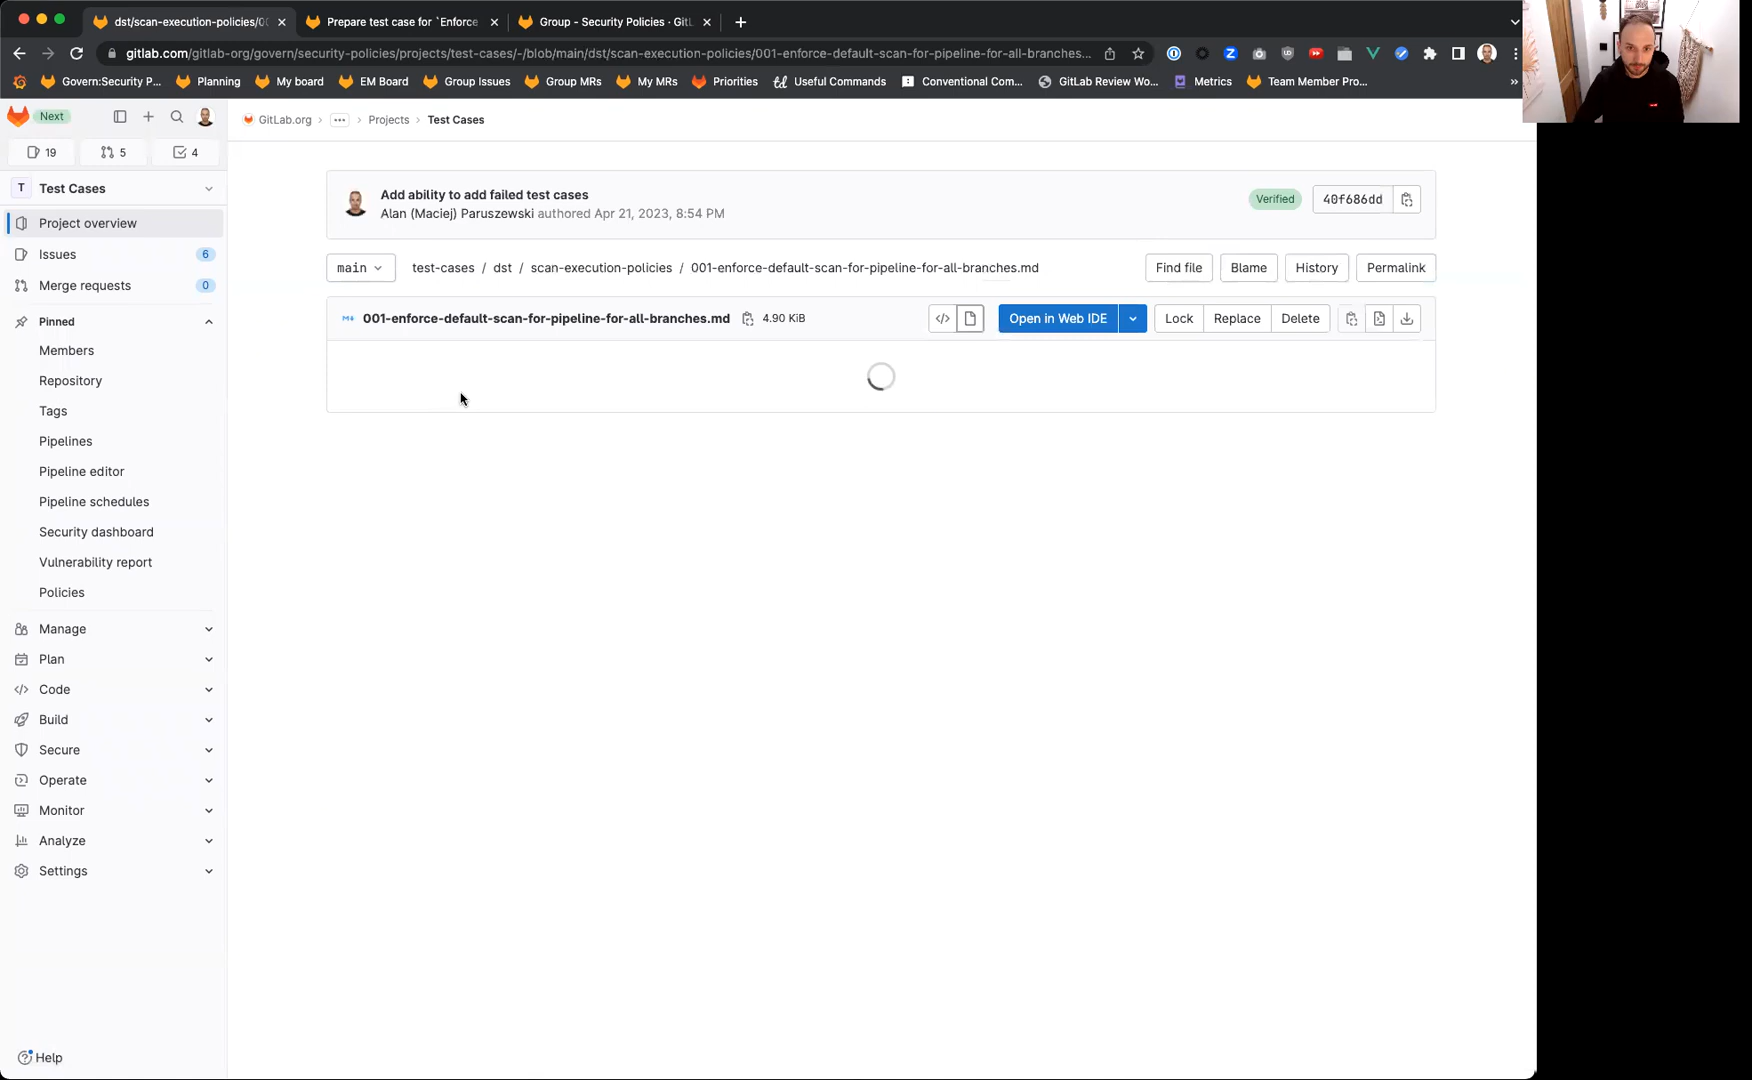 dst/scan-execution-policies/00
Prepare test case for `Enforce
Group - Security Policies · GitL
gitlab.com/gitlab-org/govern/security-policies/projects/test-cases/-/blob/main/dst/scan-execution-policies/001-enforce-default-scan-for-pipeline-for-all-branches...
Govern:Security P...
Planning
My board
EM Board
Group Issues
Group MRs
My MRs
Priorities
Useful Commands
Conventional Com...
GitLab Review Wo...
Metrics
Team Member Pro...
»
Next
19
5
4
T Test Cases
Project overview
Issues 6
Merge requests 0
Pinned
Members
Repository
Tags
Pipelines
Pipeline editor
Pipeline schedules
Security dashboard
Vulnerability report
Policies
Manage
Plan
Code
Build
Secure
Operate
Monitor
Analyze
Settings
Help
GitLab.org › ... › Projects › Test Cases
Add ability to add failed test cases
Alan (Maciej) Paruszewski authored Apr 21, 2023, 8:54 PM
Verified
40f686dd
main
test-cases / dst / scan-execution-policies / 001-enforce-default-scan-for-pipeline-for-all-branches.md
Find file
Blame
History
Permalink
001-enforce-default-scan-for-pipeline-for-all-branches.md
4.90 KiB
Open in Web IDE
Lock
Replace
Delete